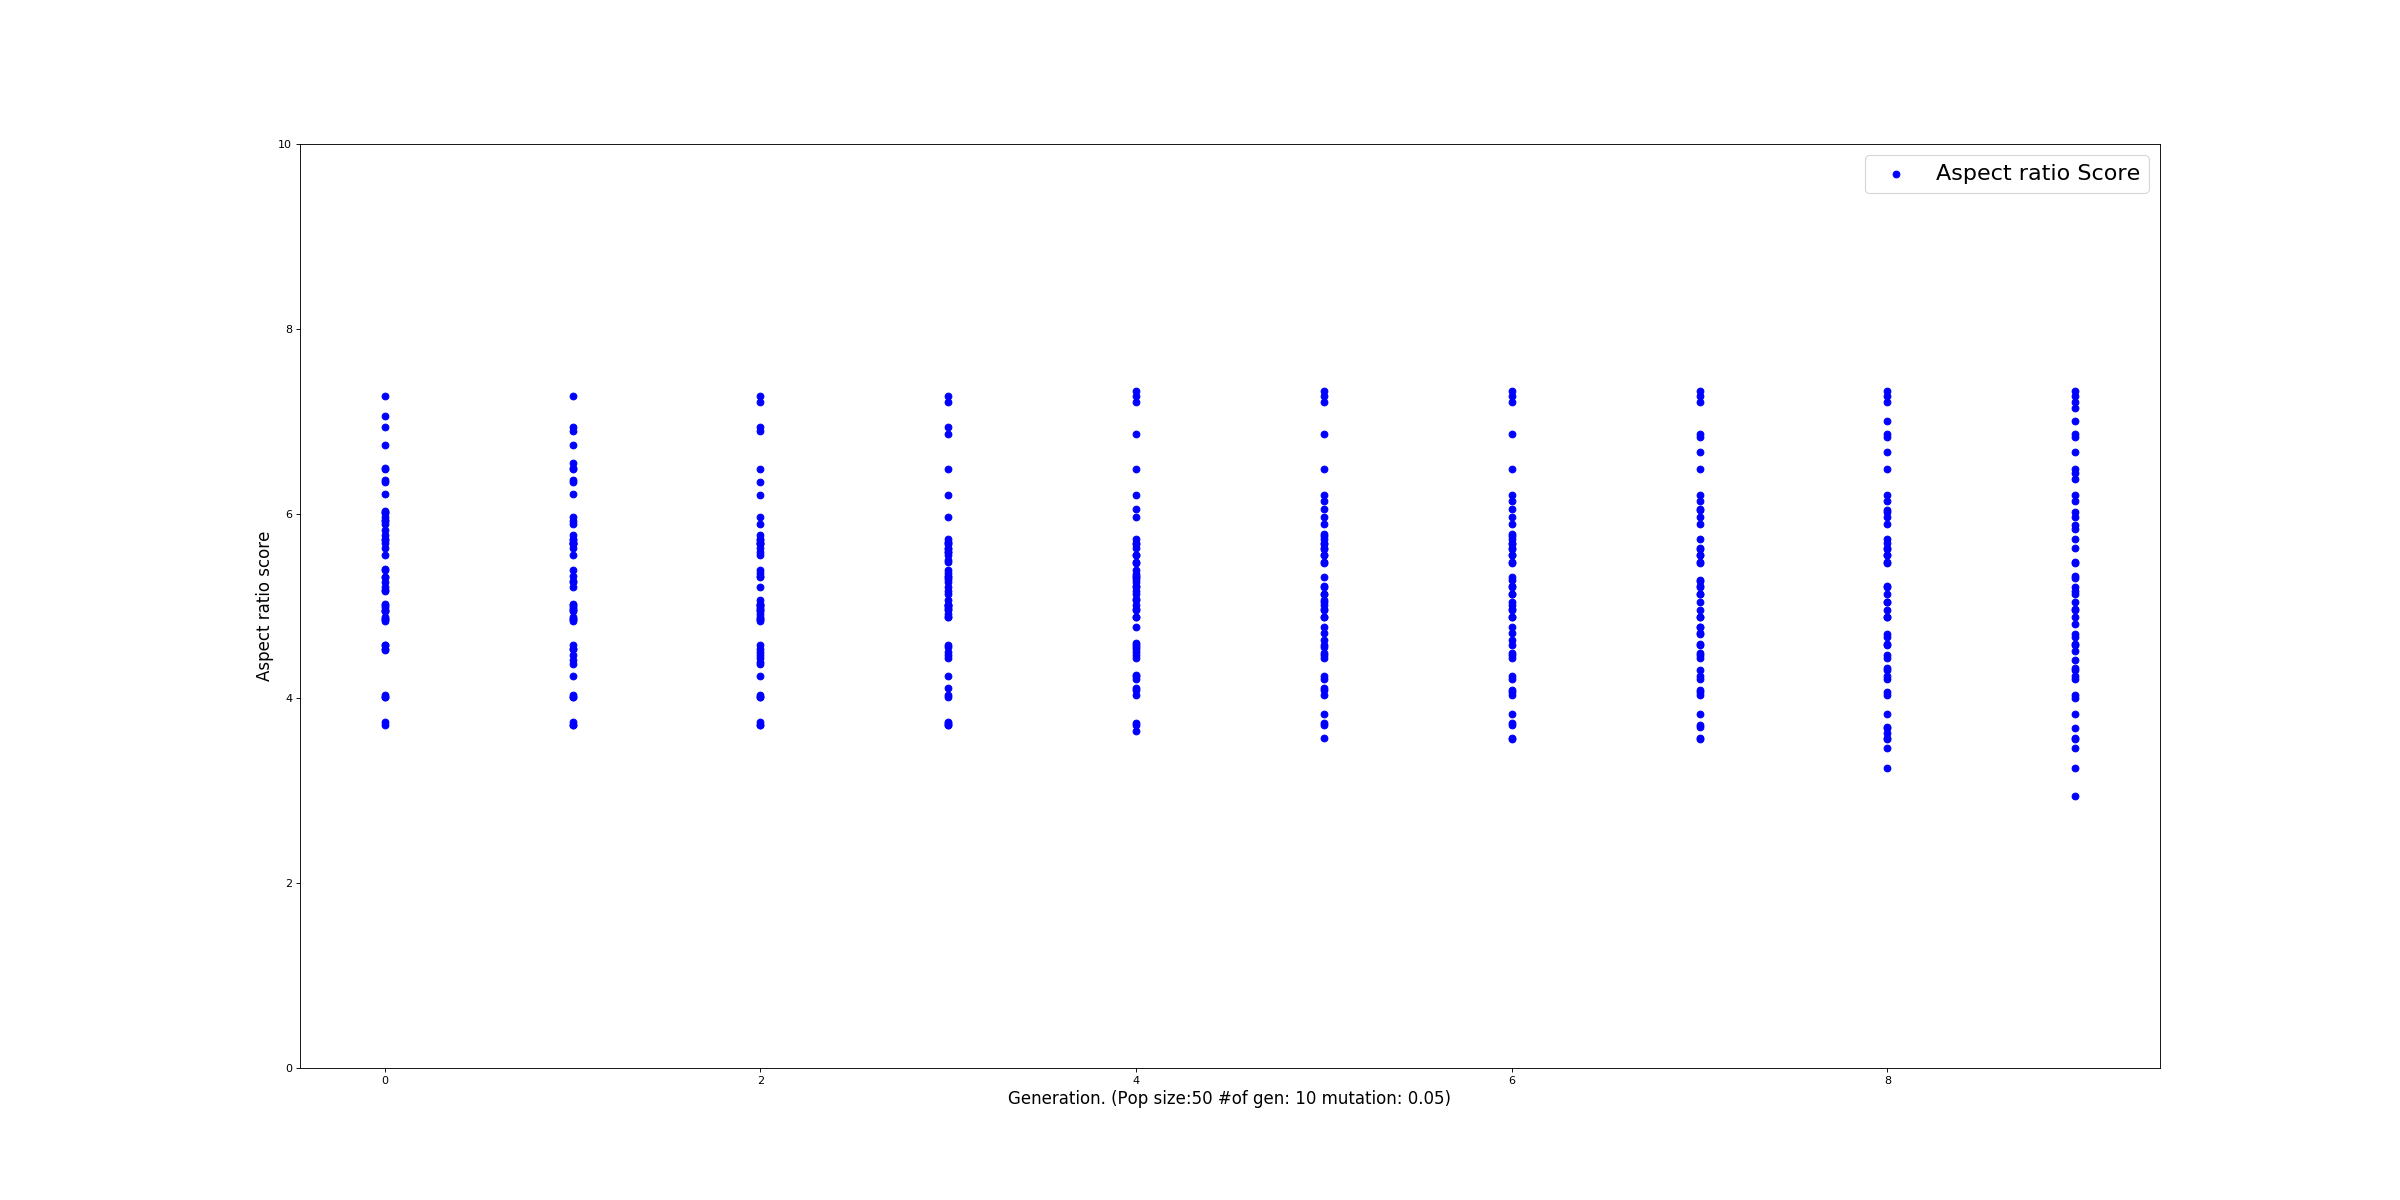 10
Aspect ratio Score
8
6
4
2
0
Aspect ratio score
0 2 4 6 8
Generation. (Pop size:50 #of gen: 10 mutation: 0.05)